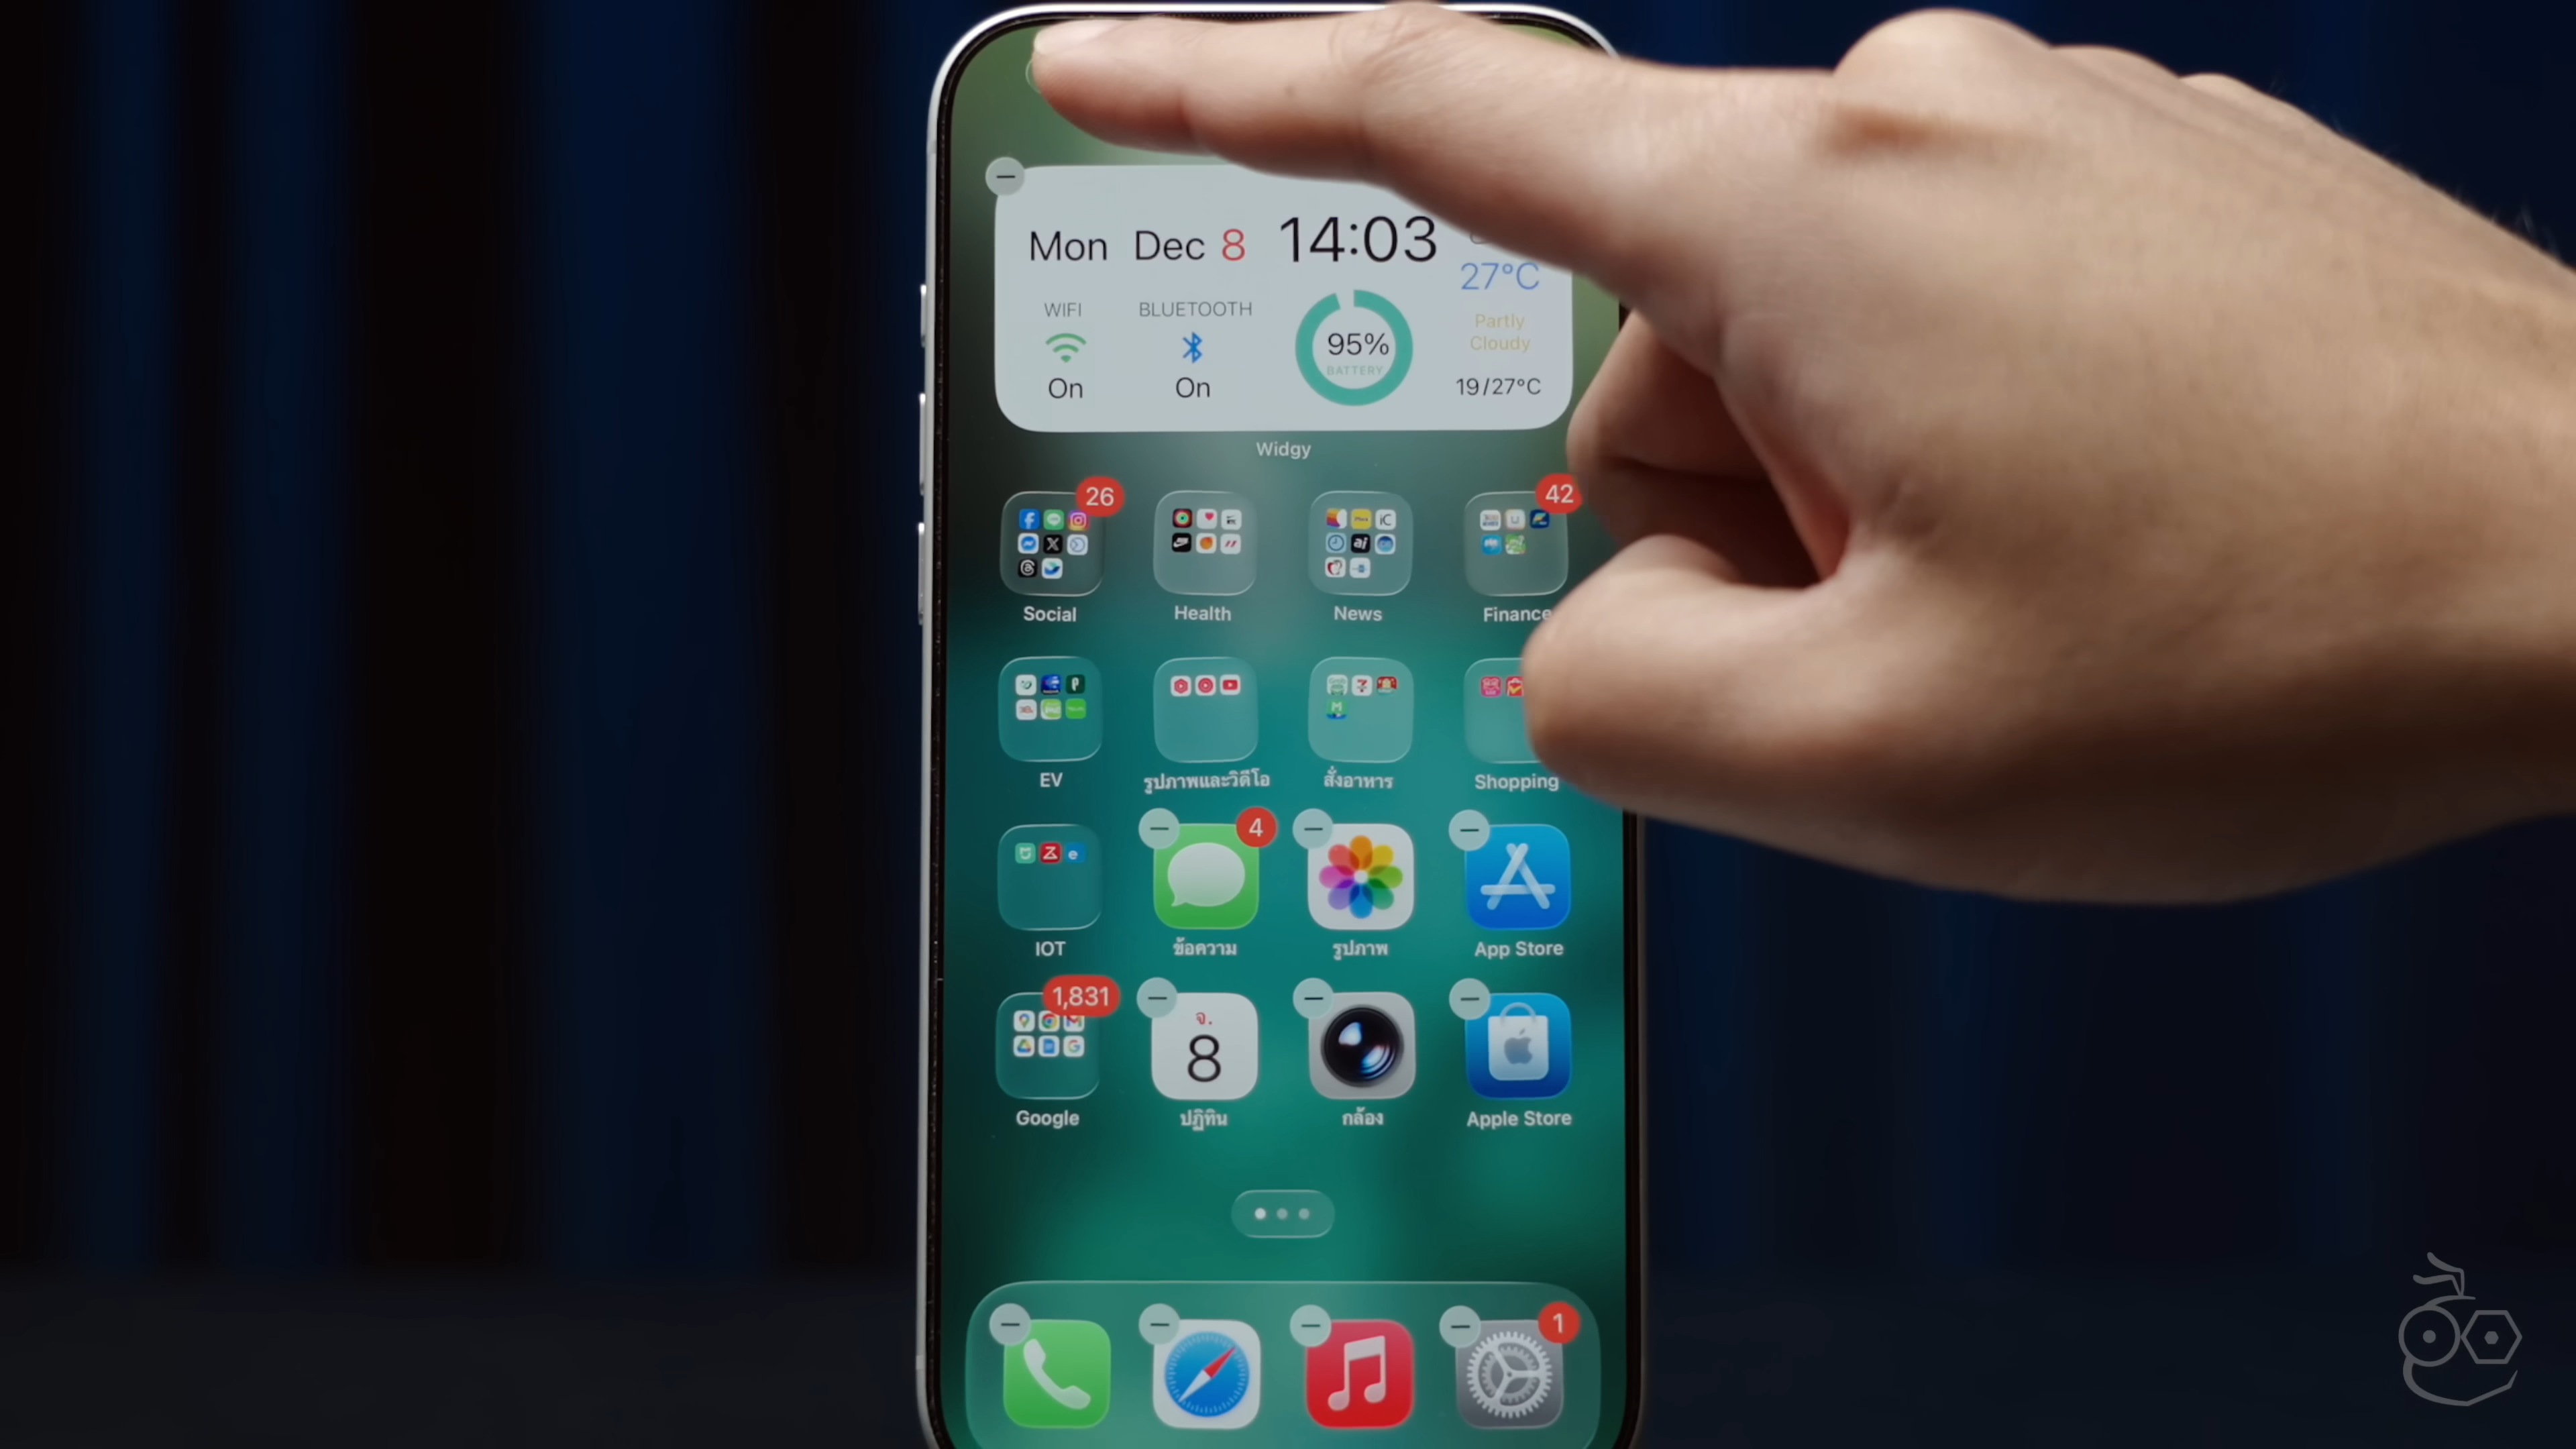 Mon Dec 8 14:03
27°C
WIFI BLUETOOTH
Partly
Cloudy
95%
BATTERY
On On 19/27°C
Widgy
26 42
Social Health News Finance
EV รูปภาพและวิดีโอ สั่งอาหาร Shopping
4
IOT ข้อความ รูปภาพ App Store
1,831
จ.
8
Google ปฏิทิน กล้อง Apple Store
1